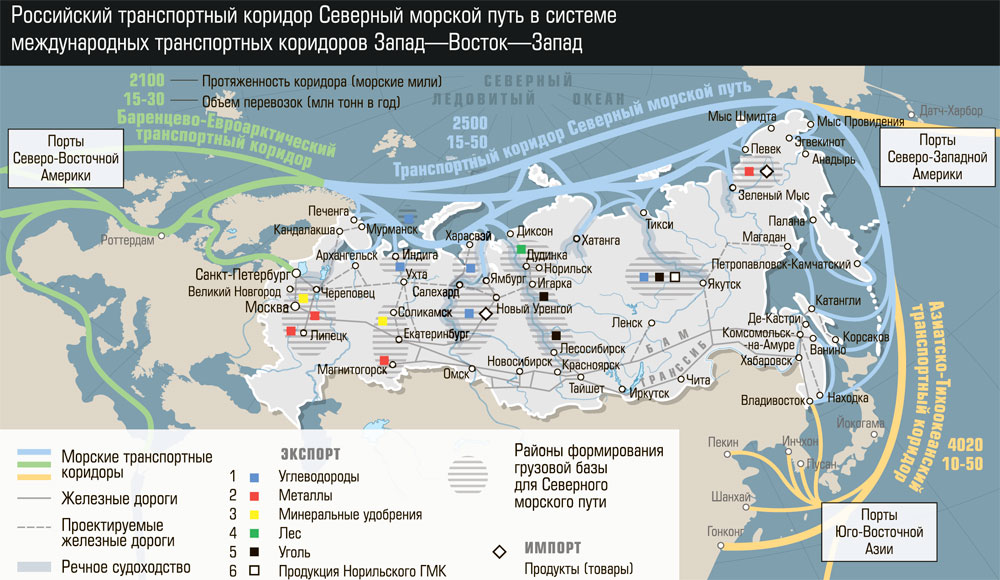 Российский транспортный коридор Северный морской путь в системе
международных транспортных коридоров Запад—Восток—Запад
2100
Протяженность коридора (морские мили)
15-30
Объем перевозок (млн тонн в год)
СЕВЕРНЫЙ
ЛЕДОВИТЫЙ ОКЕАН
Баренцево-Евроарктический
транспортный коридор
2500
15-50
Транспортный коридор Северный морской путь
Порты
Северо-Восточной
Америки
Порты
Северо-Западной
Америки
Датч-Харбор
Мыс Шмидта
Мыс Провидения
Эгвекинот
Певек
Анадырь
Зеленый Мыс
Палана
Магадан
Петропавловск-Камчатский
Тикси
Хатанга
Диксон
Дудинка
Норильск
Игарка
Харасвэй
Печенга
Кандалакша
Мурманск
Роттердам
Архангельск
Индига
Ухта
Ямбург
Салехард
Новый Уренгой
Санкт-Петербург
Великий Новгород
Череповец
Москва
Липецк
Соликамск
Екатеринбург
Магнитогорск
Омск
Новосибирск
Лесосибирск
Красноярск
Тайшет
Ленск
Якутск
БАМ
ТРАНССИБ
Иркутск
Чита
Катангли
Де-Кастри
Комсомольск-
-на-Амуре
Корсаков
Ванино
Хабаровск
Находка
Владивосток
Йокогама
Пекин
Инчхон
Пусан
Шанхай
Гонконг
Азиатско-Тихоокеанский
транспортный коридор
4020
10-50
Порты
Юго-Восточной
Азии
Морские транспортные
коридоры
Железные дороги
Проектируемые
железные дороги
Речное судоходство
ЭКСПОРТ
1 Углеводороды
2 Металлы
3 Минеральные удобрения
4 Лес
5 Уголь
6 Продукция Норильского ГМК
Районы формирования
грузовой базы
для Северного
морского пути
ИМПОРТ
Продукты (товары)